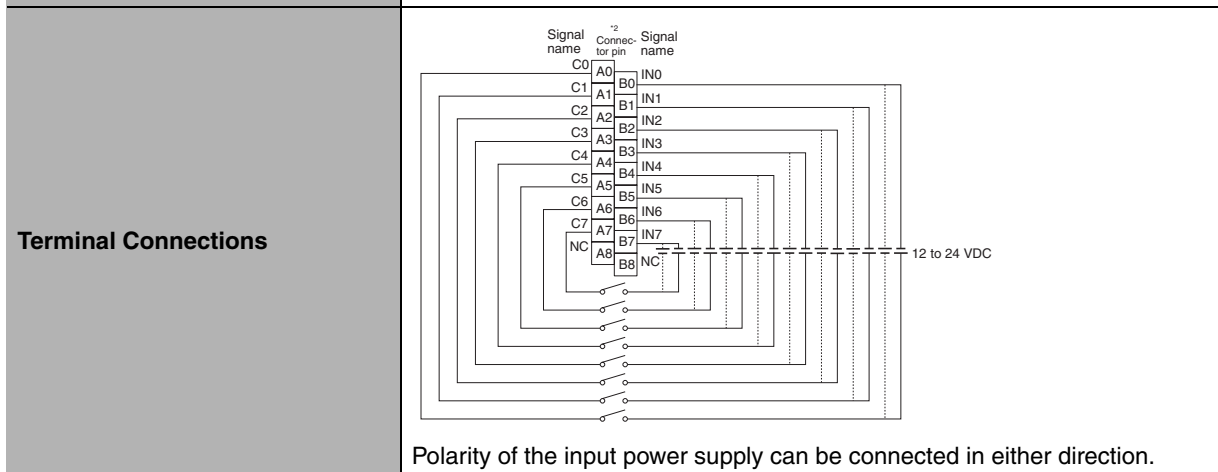 Terminal Connections
Signal name
*2
Connec-
tor pin
Signal name
C0 A0
B0 IN0
C1 A1
B1 IN1
C2 A2
B2 IN2
C3 A3
B3 IN3
C4 A4
B4 IN4
C5 A5
B5 IN5
C6 A6
B6 IN6
C7 A7
B7 IN7
NC A8
B8 NC
12 to 24 VDC
Polarity of the input power supply can be connected in either direction.